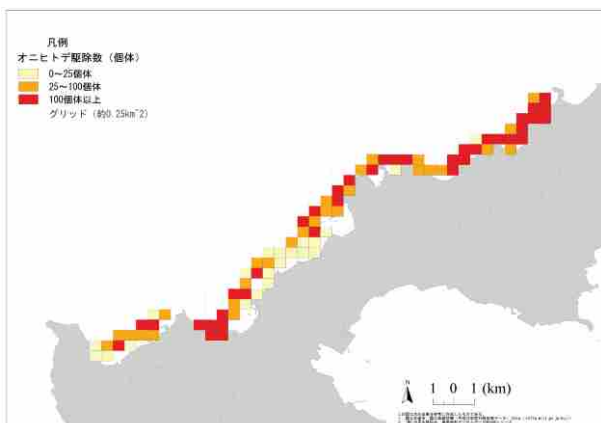 凡例
オニヒトデ駆除数（個体）
0～25個体
25～100個体
100個体以上
グリッド（約0.25km^2）
N
1 0 1 (km)